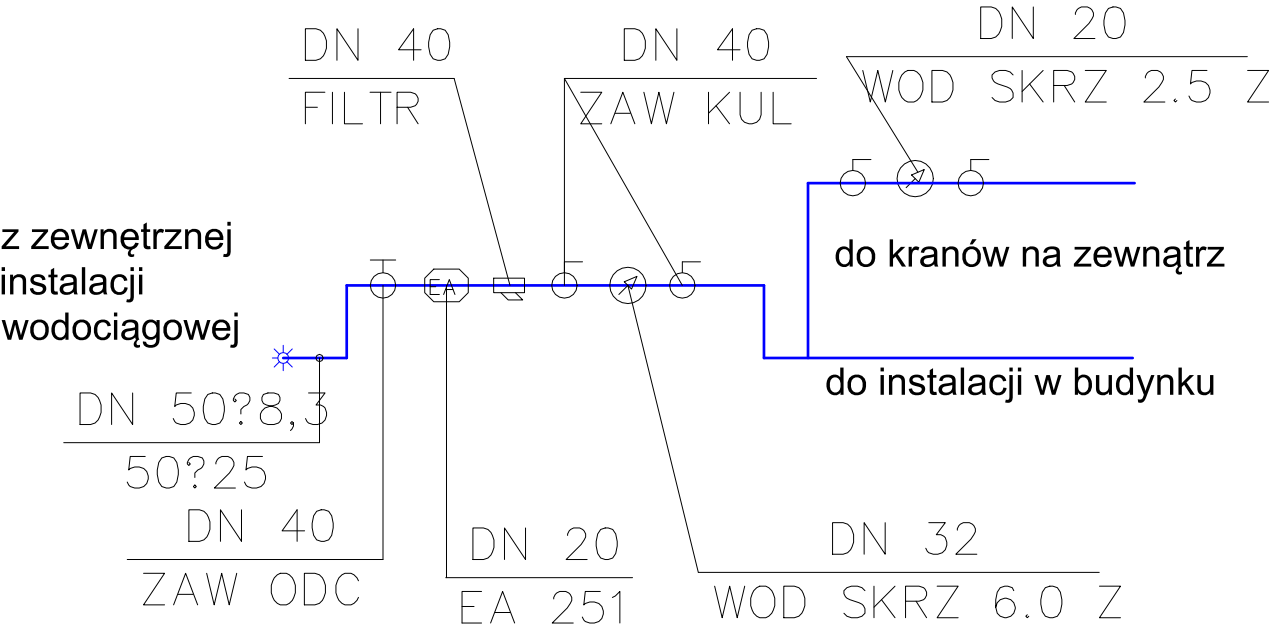 DN 40
FILTR
DN 40
ZAW KUL
DN 20
WOD SKRZ 2.5 Z
z zewnętrznej
instalacji
wodociągowej
do kranów na zewnątrz
EA
do instalacji w budynku
DN 50?8,3
50?25
DN 40
ZAW ODC
DN 20
EA 251
DN 32
WOD SKRZ 6.0 Z